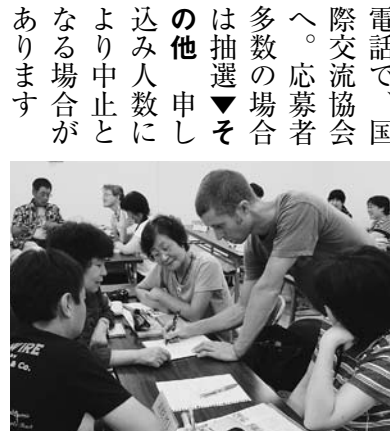 電話で、国
際交流協会
へ。応募者
多数の場合
は抽選▼そ
の他　申し
込み人数に
より中止と
なる場合が
あります
WIRE
& Co.